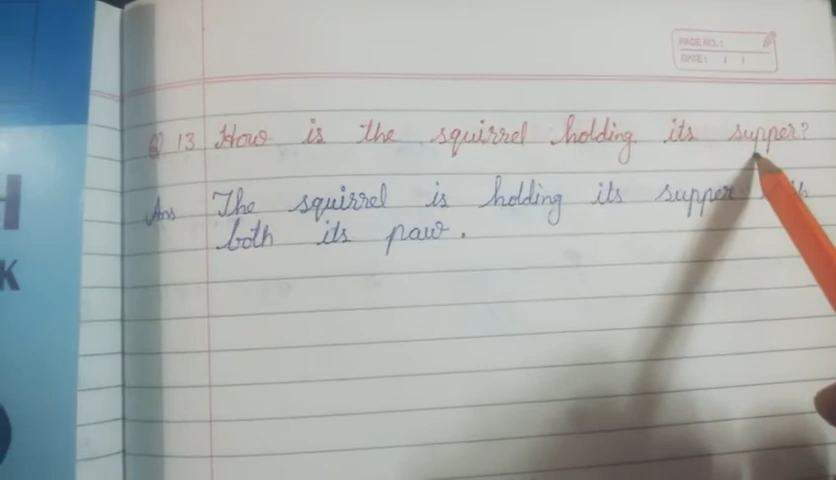 PAGE NO.:
DATE: / /
Q 13 How is the squirrel holding its supper?
Ans The squirrel is holding its supper
both its paw.
H
K